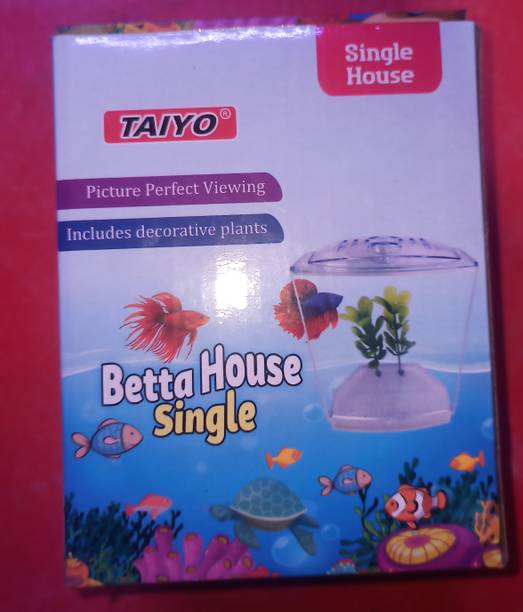 Single
House
TAIYO®
Picture Perfect Viewing
Includes decorative plants
Betta House
Single